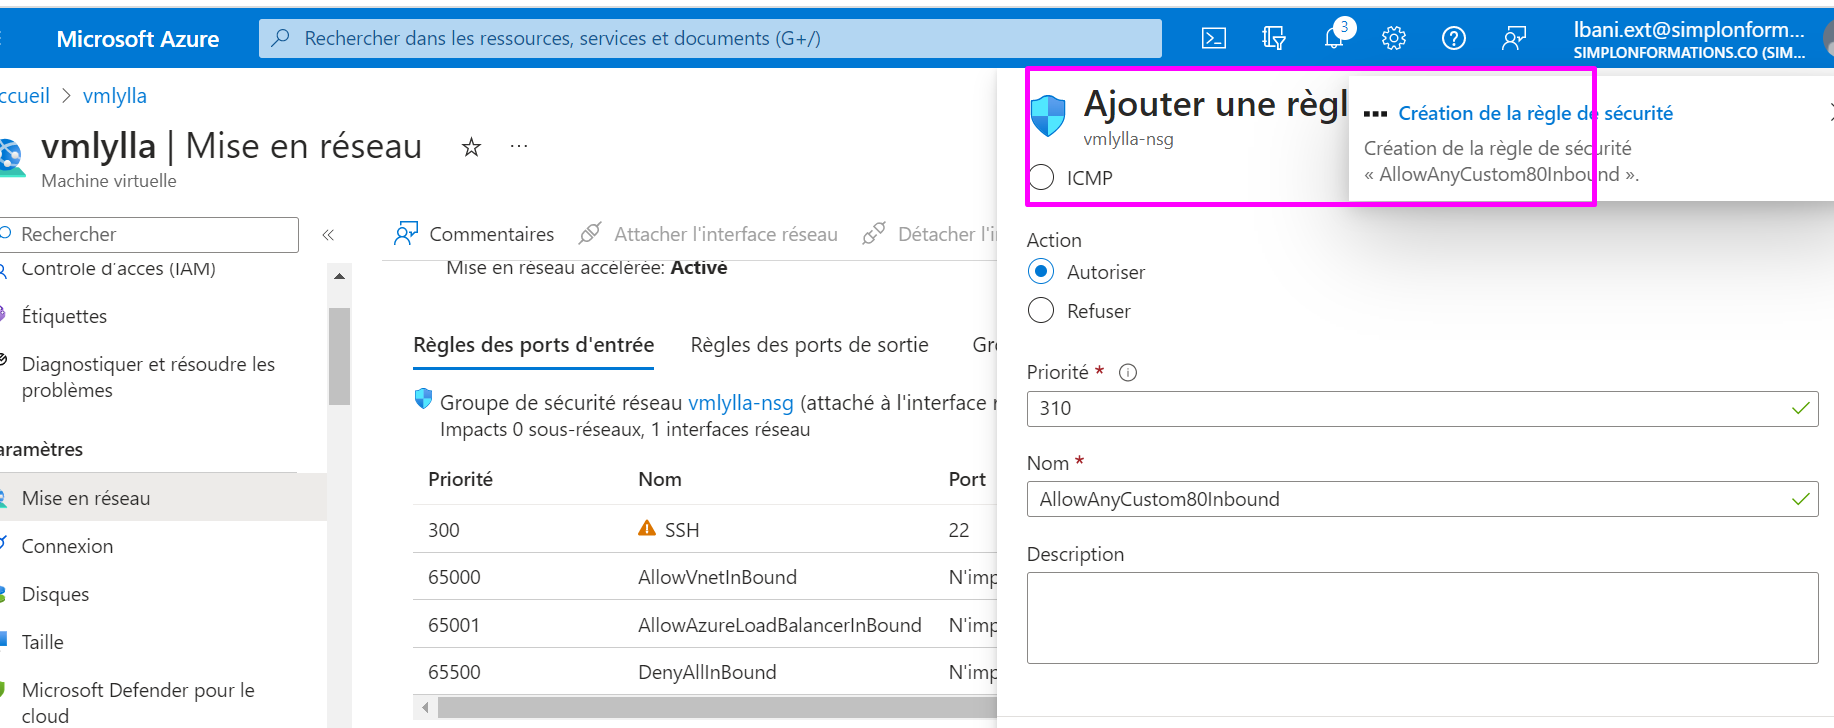 Microsoft Azure
Rechercher dans les ressources, services et documents (G+/)
3
lbani.ext@simplonform...
SIMPLONFORMATIONS.CO (SIM...
ccueil > vmlylla
vmlylla | Mise en réseau
...
Machine virtuelle
Rechercher
«
Controle d'acces (IAM)
Étiquettes
Diagnostiquer et résoudre les
problèmes
aramètres
Mise en réseau
Connexion
Disques
Taille
Microsoft Defender pour le
cloud
Commentaires
Attacher l'interface réseau
Détacher l'i
Mise en réseau accélérée: Activé
Règles des ports d'entrée
Règles des ports de sortie
Gr
Groupe de sécurité réseau vmlylla-nsg (attaché à l'interface r
Impacts 0 sous-réseaux, 1 interfaces réseau
Priorité Nom Port
300 SSH 22
65000 AllowVnetInBound N'imp
65001 AllowAzureLoadBalancerInBound N'imp
65500 DenyAllInBound N'imp
Ajouter une règl
vmlylla-nsg
ICMP
Création de la règle de sécurité
Création de la règle de sécurité
« AllowAnyCustom80Inbound ».
Action
Autoriser
Refuser
Priorité *
310
Nom *
AllowAnyCustom80Inbound
Description